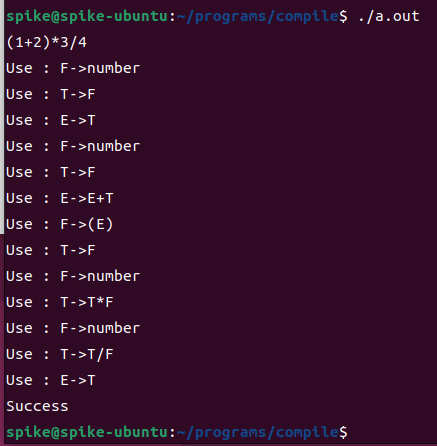 spike@spike-ubuntu:~/programs/compile$ ./a.out
(1+2)*3/4
Use : F->number
Use : T->F
Use : E->T
Use : F->number
Use : T->F
Use : E->E+T
Use : F->(E)
Use : T->F
Use : F->number
Use : T->T*F
Use : F->number
Use : T->T/F
Use : E->T
Success
spike@spike-ubuntu:~/programs/compile$